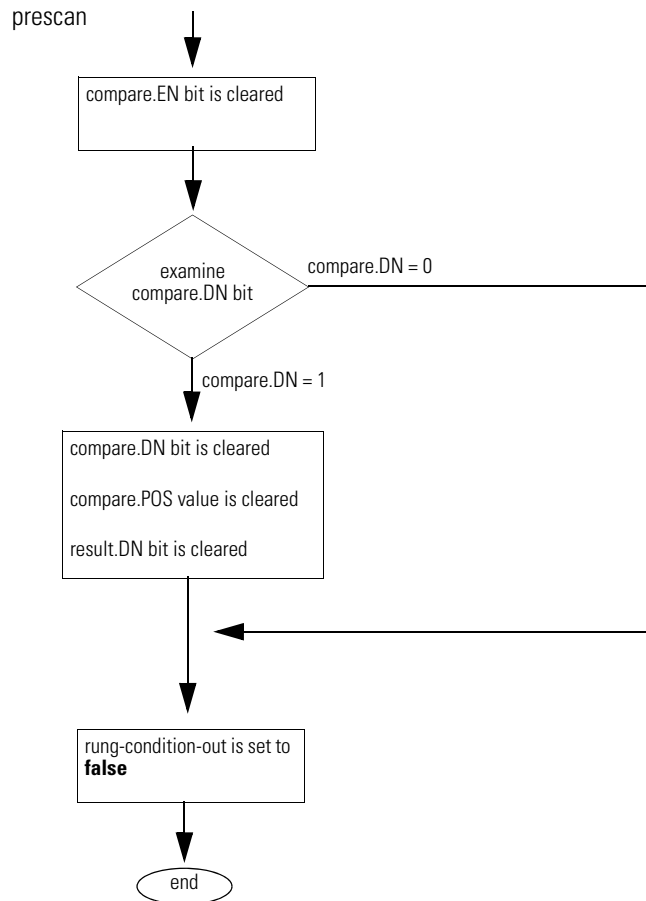 prescan
compare.EN bit is cleared
examine
compare.DN bit
compare.DN = 0
compare.DN = 1
compare.DN bit is cleared
compare.POS value is cleared
result.DN bit is cleared
rung-condition-out is set to
false
end